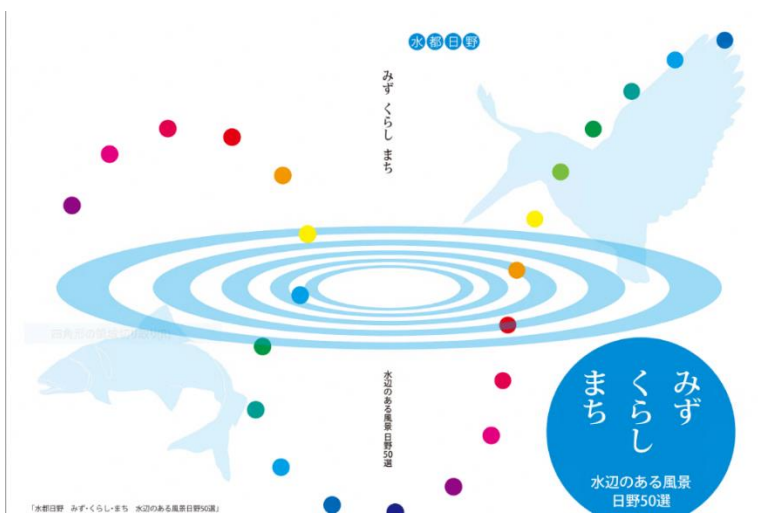 水都日野
みず くらし まち
水辺のある風景 日野50選
みず
くらし
まち
水辺のある風景
日野50選
「水都日野　みず・くらし・まち　水辺のある風景日野50選」